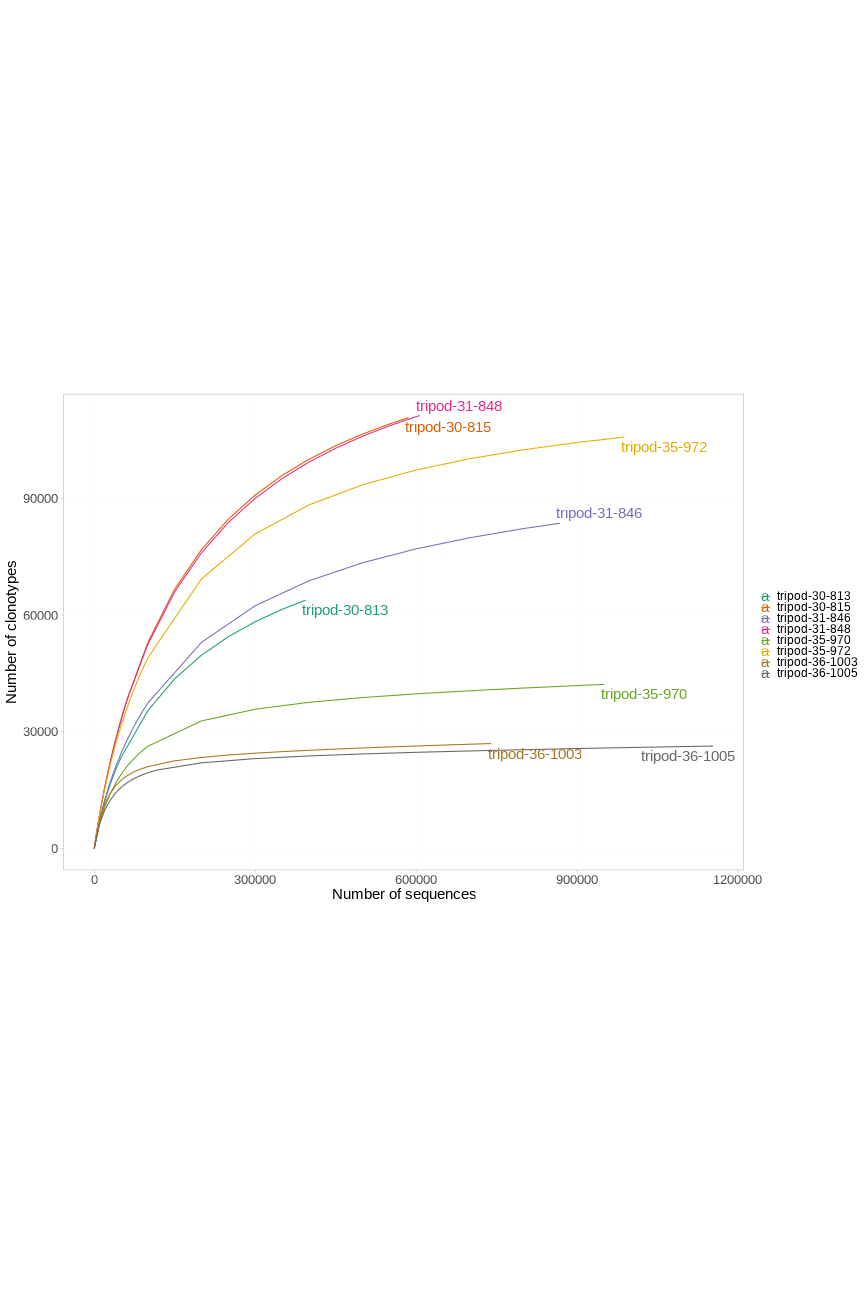 tripod-31-848
tripod-30-815
tripod-35-972
90000
tripod-31-846
Number of clonotypes
60000
tripod-30-813
tripod-35-970
30000
tripod-36-1003
tripod-36-1005
0
0
300000
600000
900000
1200000
Number of sequences
a tripod-30-813
a tripod-30-815
a tripod-31-846
a tripod-31-848
a tripod-35-970
a tripod-35-972
a tripod-36-1003
a tripod-36-1005